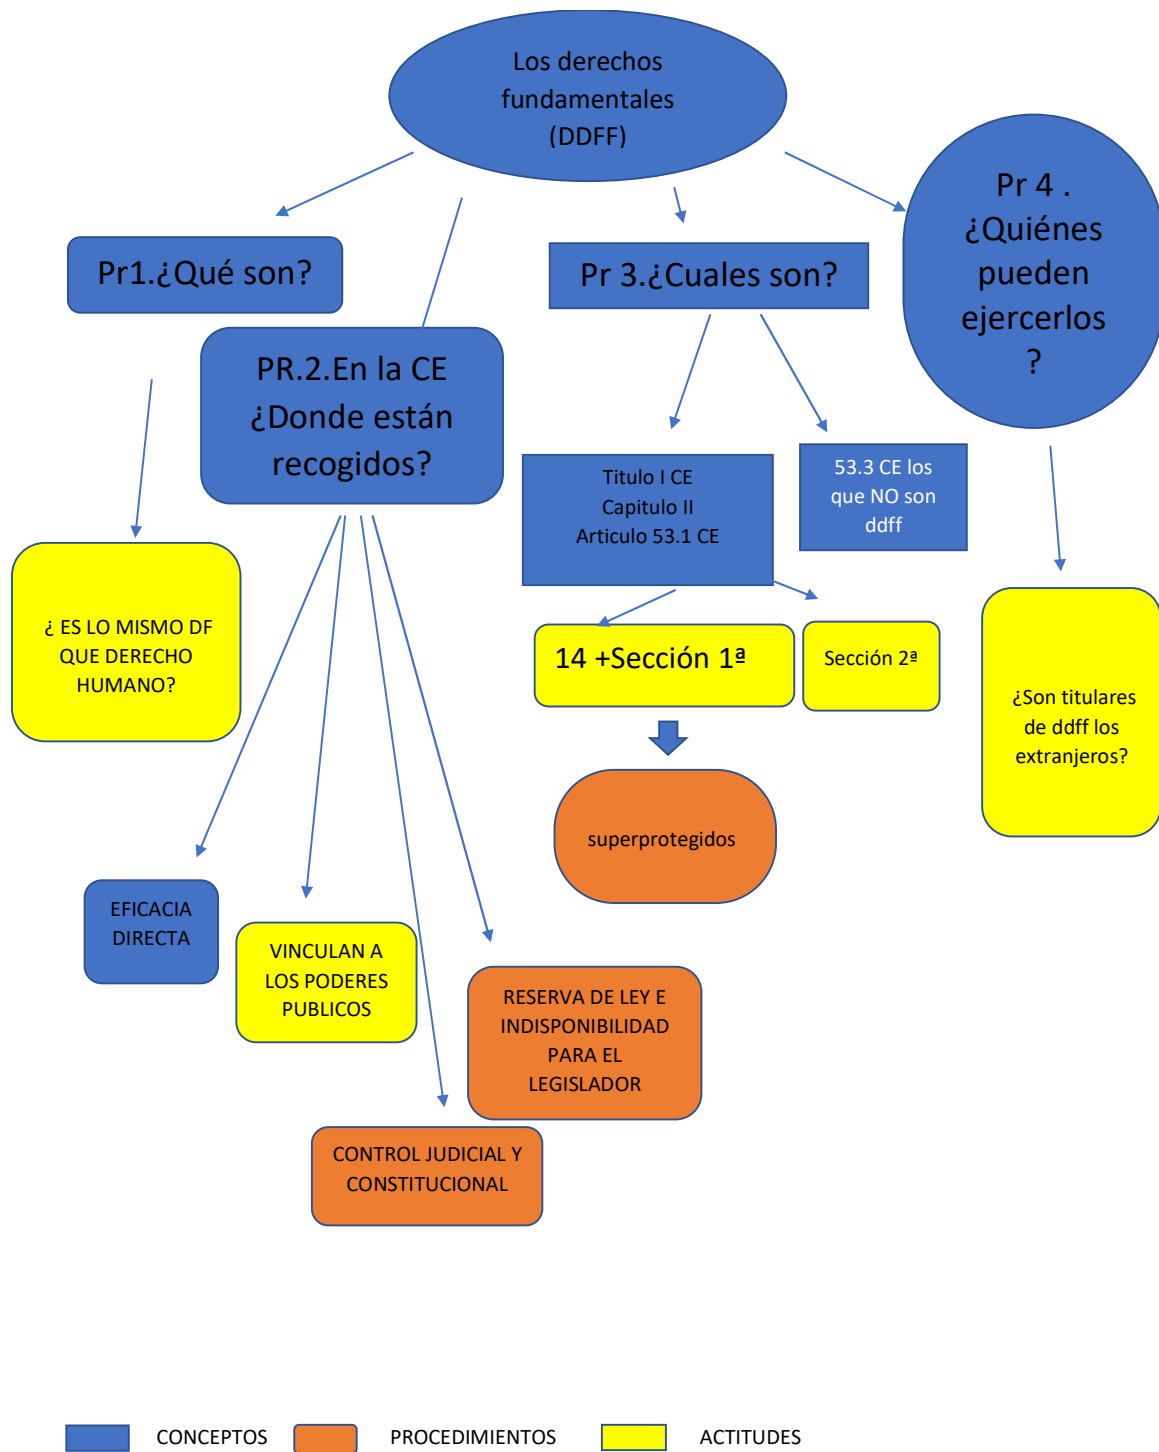 Los derechos
fundamentales
(DDFF)
Pr1.¿Qué son?
PR.2.En la CE
¿Donde están
recogidos?
Pr 3.¿Cuales son?
Pr 4 .
¿Quiénes
pueden
ejercerlos
?
Titulo I CE
Capitulo II
Articulo 53.1 CE
53.3 CE los
que NO son
ddff
¿ ES LO MISMO DF
QUE DERECHO
HUMANO?
14 +Sección 1ª
Sección 2ª
¿Son titulares
de ddff los
extranjeros?
superprotegidos
EFICACIA
DIRECTA
VINCULAN A
LOS PODERES
PUBLICOS
RESERVA DE LEY E
INDISPONIBILIDAD
PARA EL
LEGISLADOR
CONTROL JUDICIAL Y
CONSTITUCIONAL
CONCEPTOS
PROCEDIMIENTOS
ACTITUDES